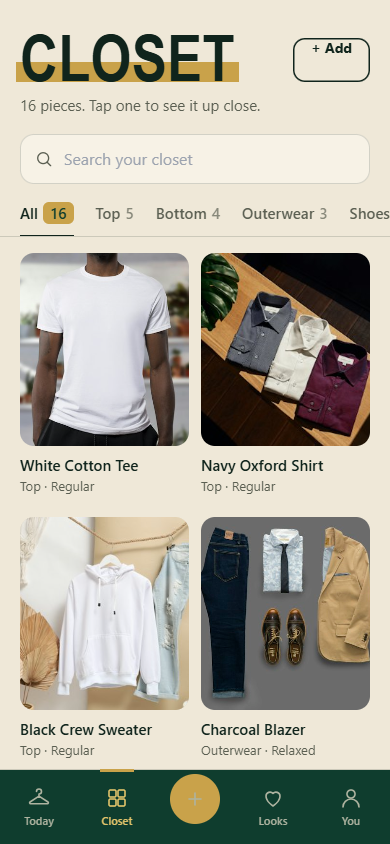 CLOSET
+ Add
16 pieces. Tap one to see it up close.
Search your closet
All 16 Top 5 Bottom 4 Outerwear 3 Shoes
White Cotton Tee
Top · Regular
Navy Oxford Shirt
Top · Regular
Black Crew Sweater
Top · Regular
Charcoal Blazer
Outerwear · Relaxed
Today
Closet
+
Looks
You